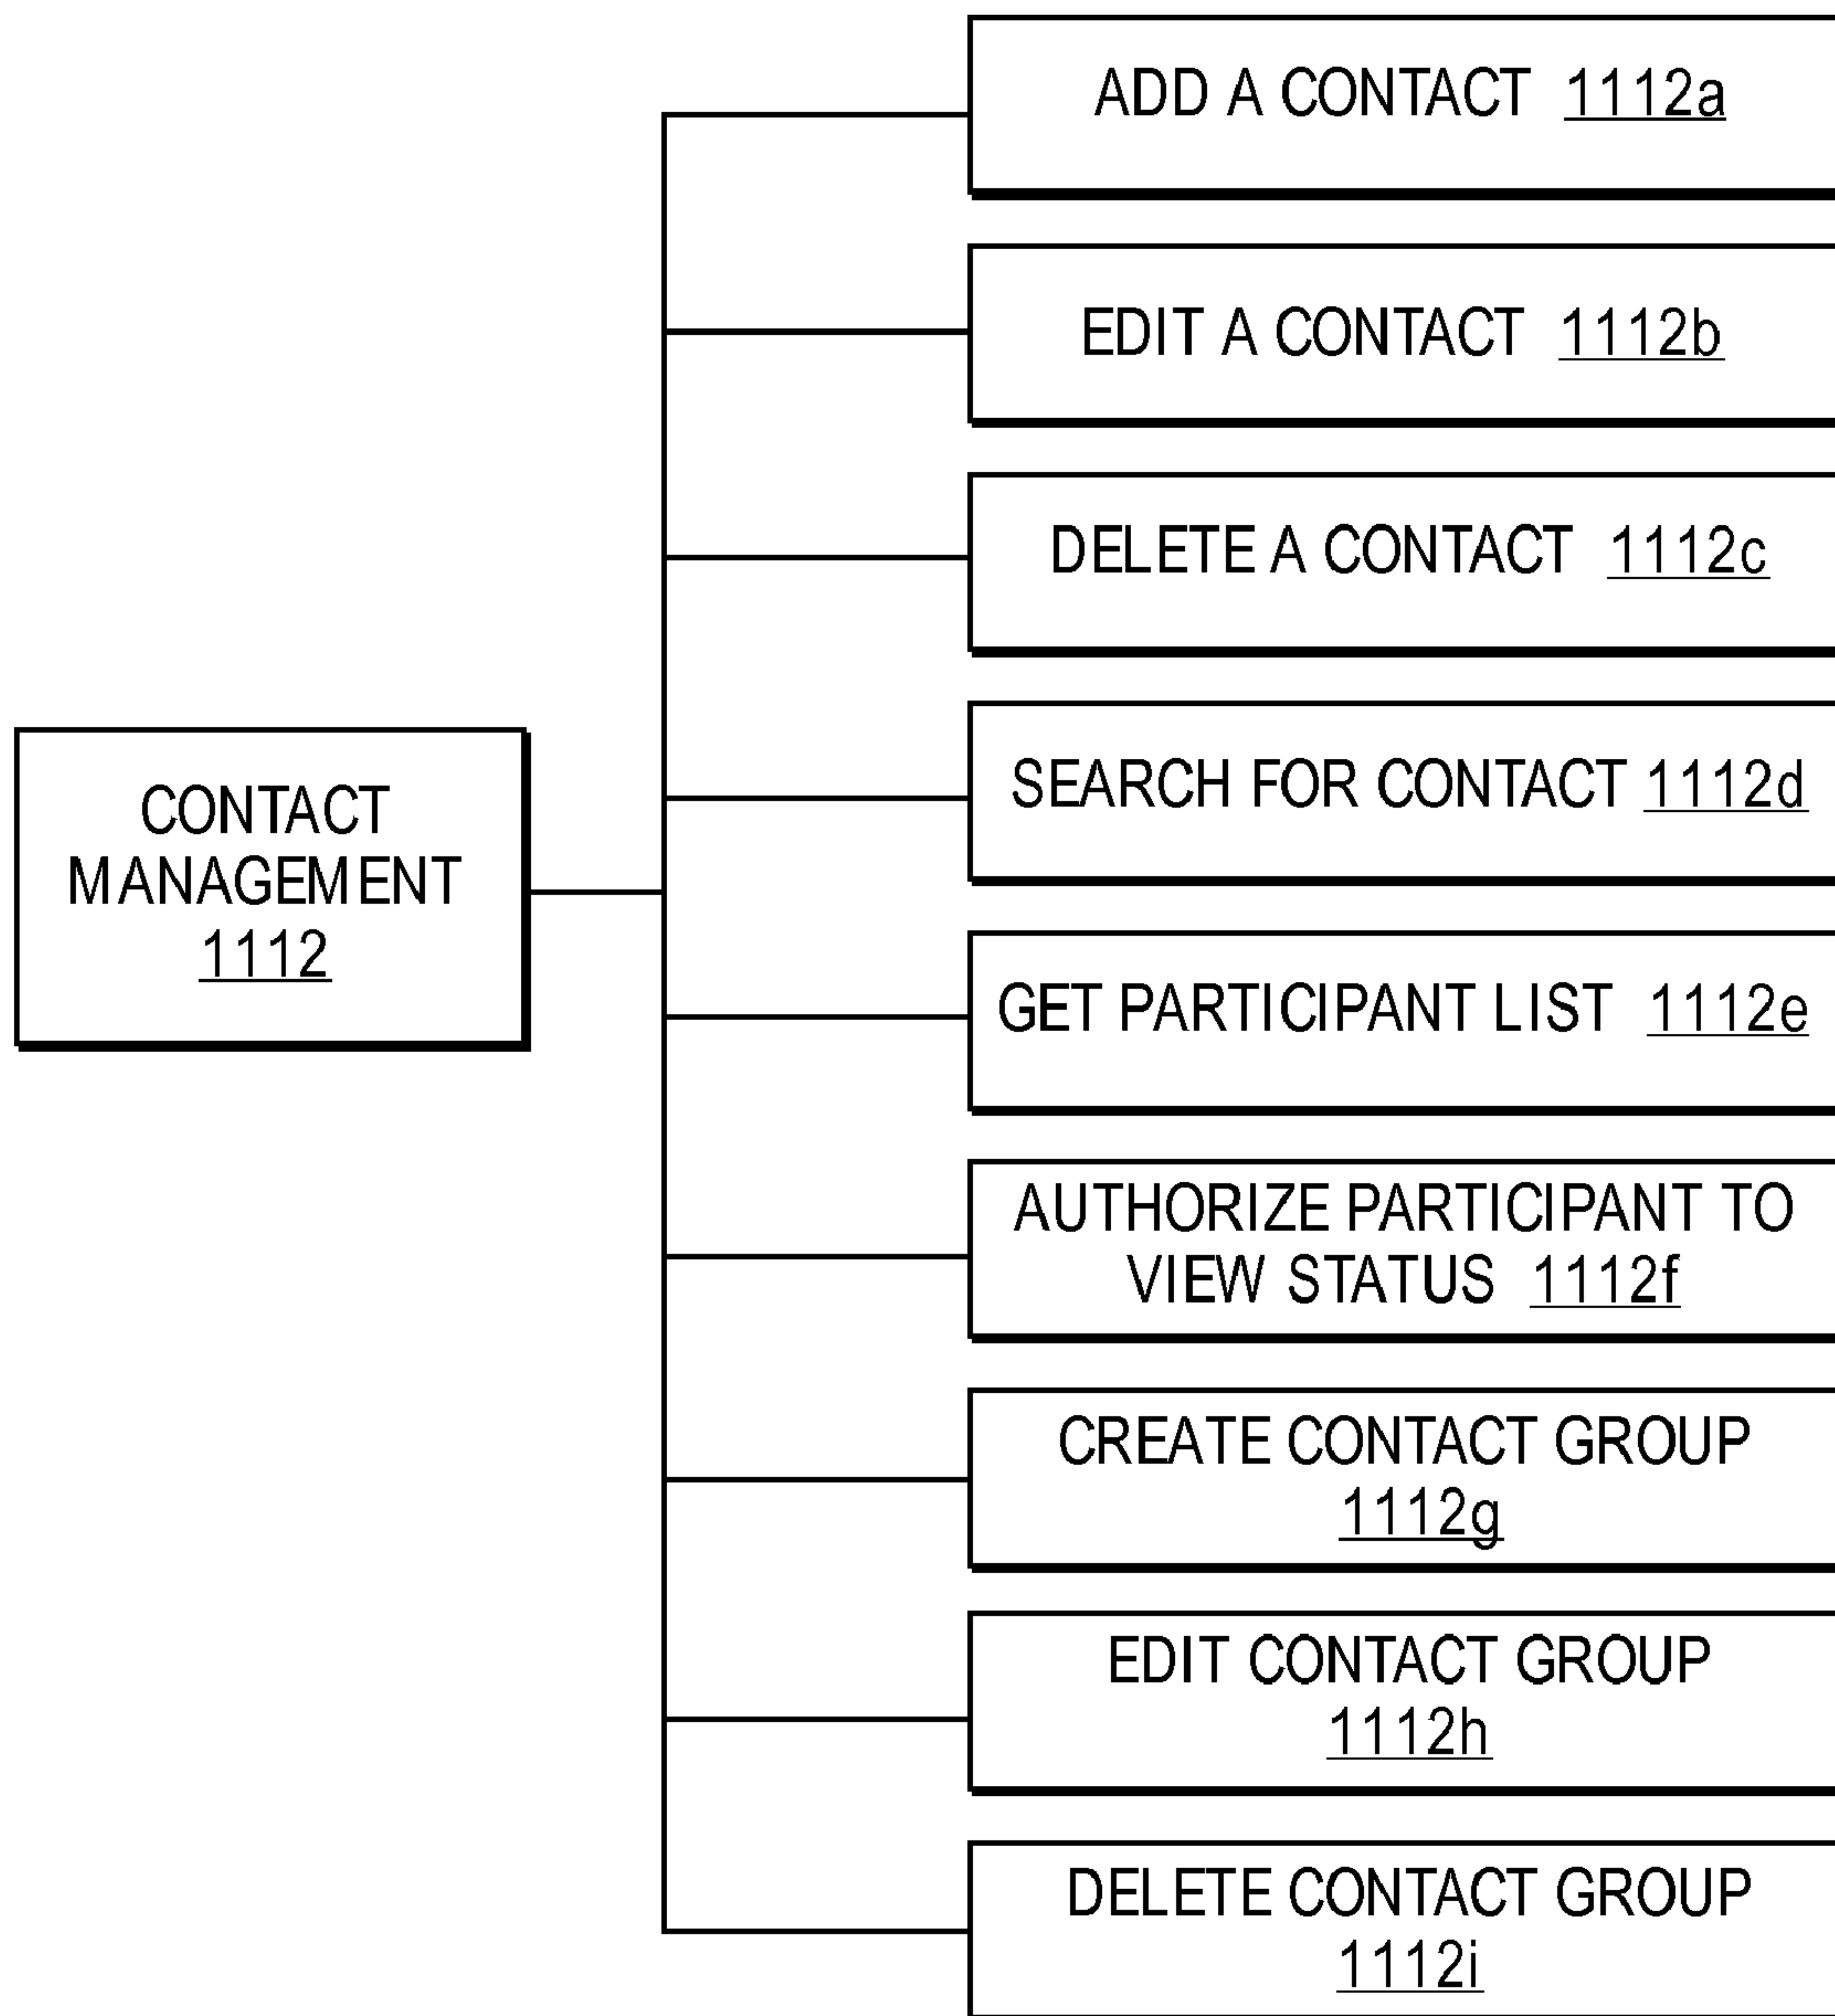 ADD A CONTACT 1112a
EDIT A CONTACT 1112b
DELETE A CONTACT 1112c
SEARCH FOR CONTACT 1112d
CONTACT
MANAGEMENT
1112
GET PARTICIPANT LIST 1112e
AUTHORIZE PARTICIPANT TO
VIEW STATUS 1112f
CREATE CONTACT GROUP
1112g
EDIT CONTACT GROUP
1112h
DELETE CONTACT GROUP
1112i